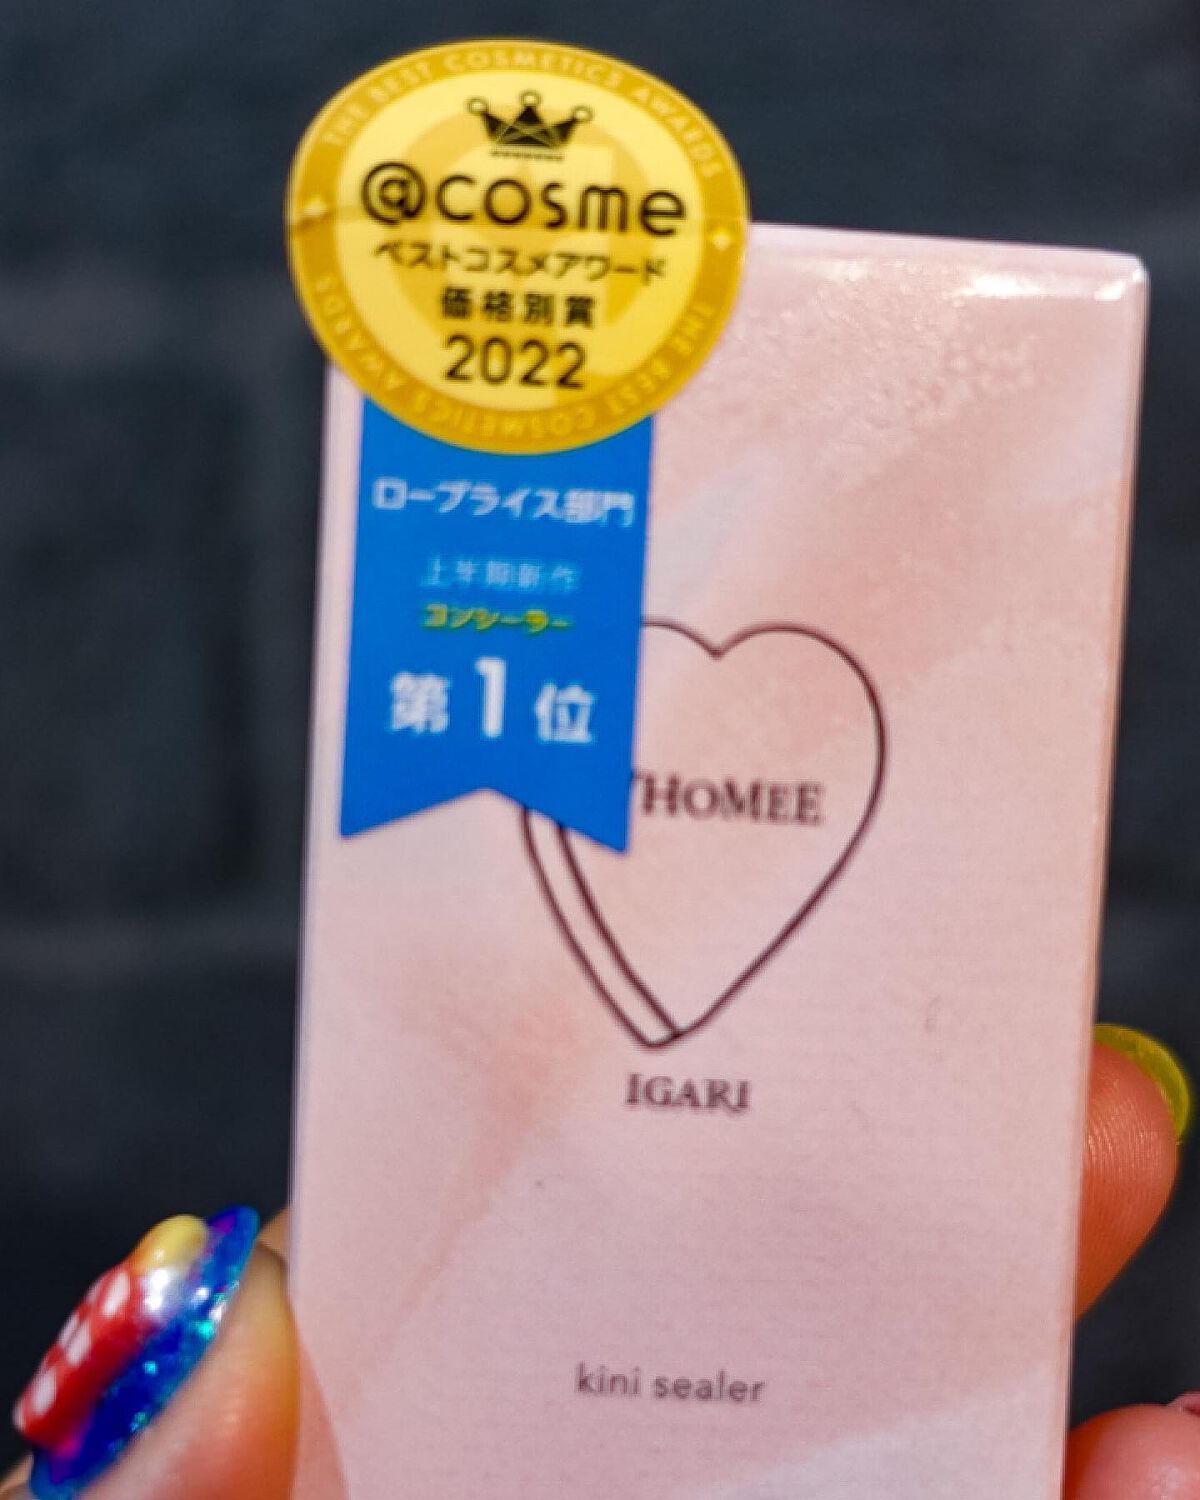 THE BEST COSMETICS AWARDS
@cosme
ベストコスメアワード
価格別賞
2022
THE BEST COSMETICS AWARDS
ロープライス部門
上半期新作
コンシーラー
第1位
HOMEE
IGARI
kini sealer